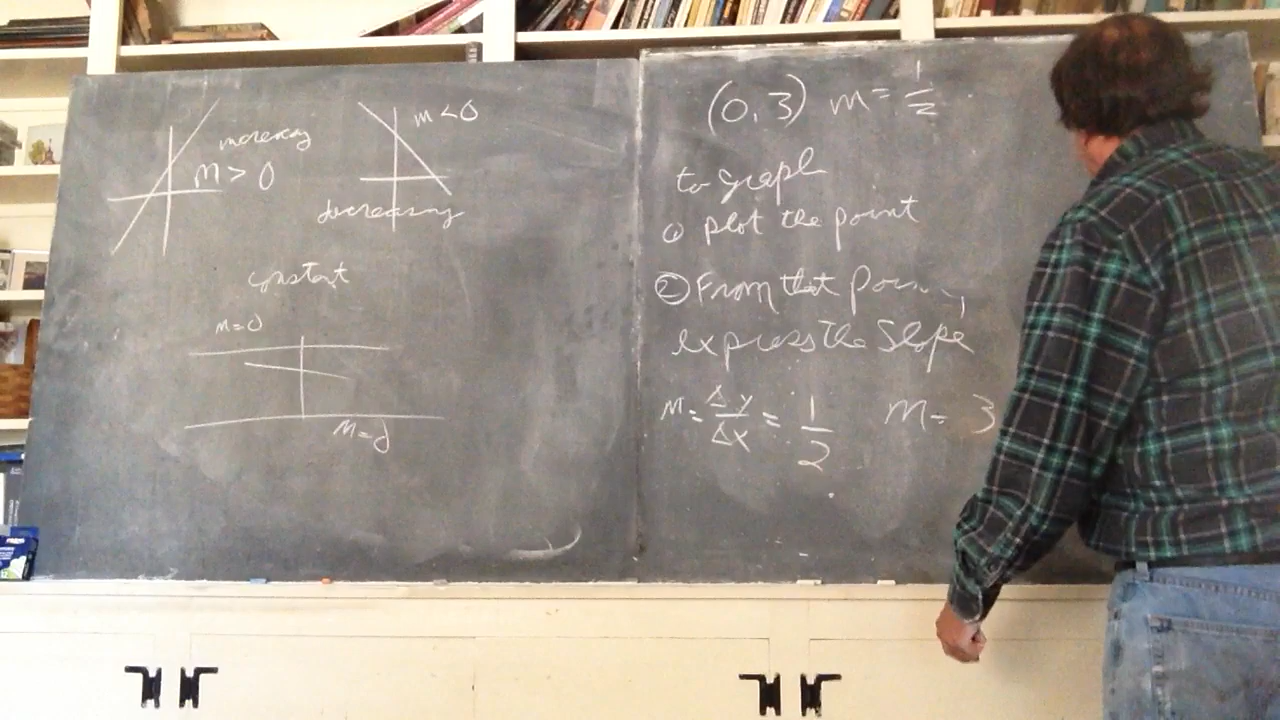 increasing
m > 0
m < 0
decreasing
constant
m = 0
m = 0
(0, 3) m = 1/2
to graph
① plot the point
② From that point,
express the Slope
m = Δy/Δx = 1/2 m = 3